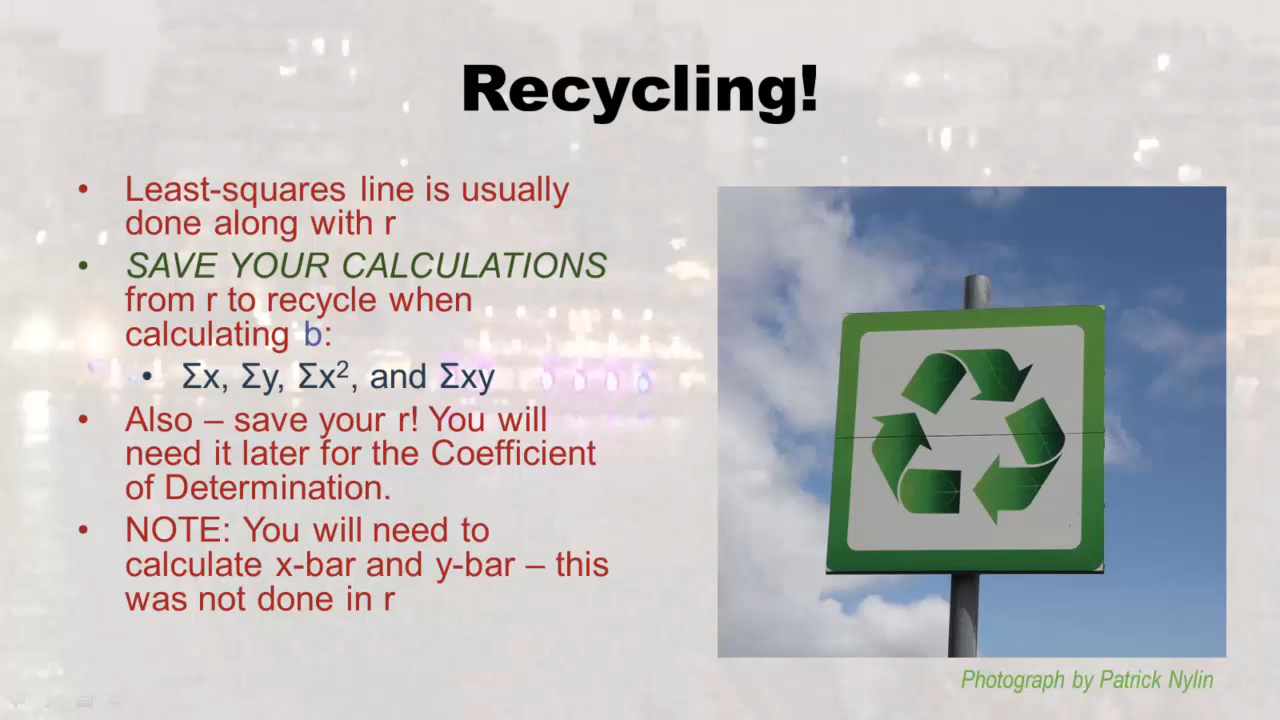 Recycling!
• Least-squares line is usually
done along with r
• SAVE YOUR CALCULATIONS
from r to recycle when
calculating b:
• Σx, Σy, Σx², and Σxy
• Also – save your r! You will
need it later for the Coefficient
of Determination.
• NOTE: You will need to
calculate x-bar and y-bar – this
was not done in r
Photograph by Patrick Nylin